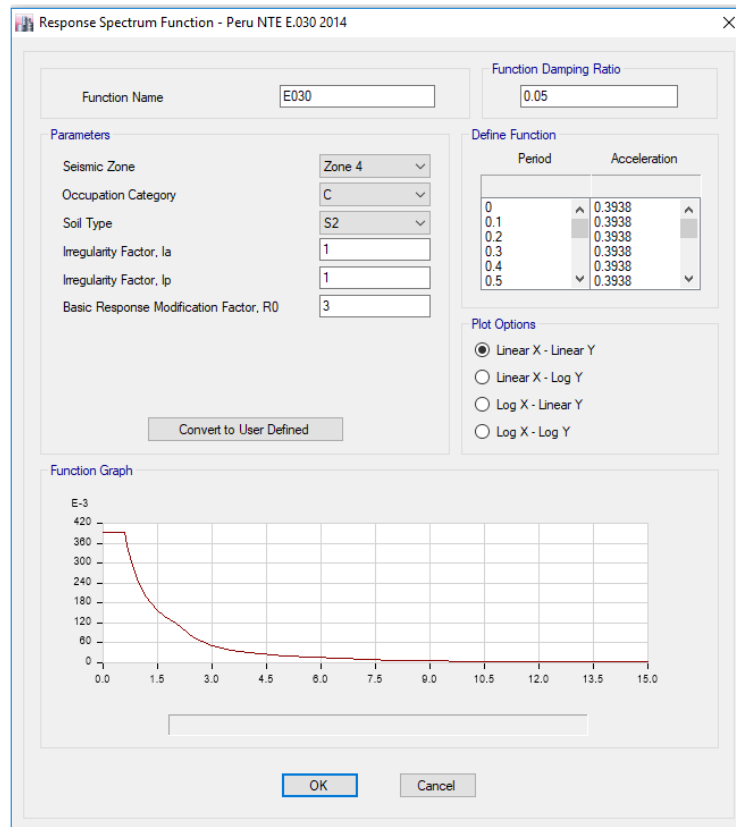 Response Spectrum Function - Peru NTE E.030 2014
Function Name
E030
Function Damping Ratio
0.05
Parameters
Seismic Zone
Zone 4
Occupation Category
C
Soil Type
S2
Irregularity Factor, Ia
1
Irregularity Factor, Ip
1
Basic Response Modification Factor, R0
3
Convert to User Defined
Define Function
Period Acceleration
0 0.3938
0.1 0.3938
0.2 0.3938
0.3 0.3938
0.4 0.3938
0.5 0.3938
Plot Options
Linear X - Linear Y
Linear X - Log Y
Log X - Linear Y
Log X - Log Y
Function Graph
E-3
420
360
300
240
180
120
60
0
0.0 1.5 3.0 4.5 6.0 7.5 9.0 10.5 12.0 13.5 15.0
OK Cancel